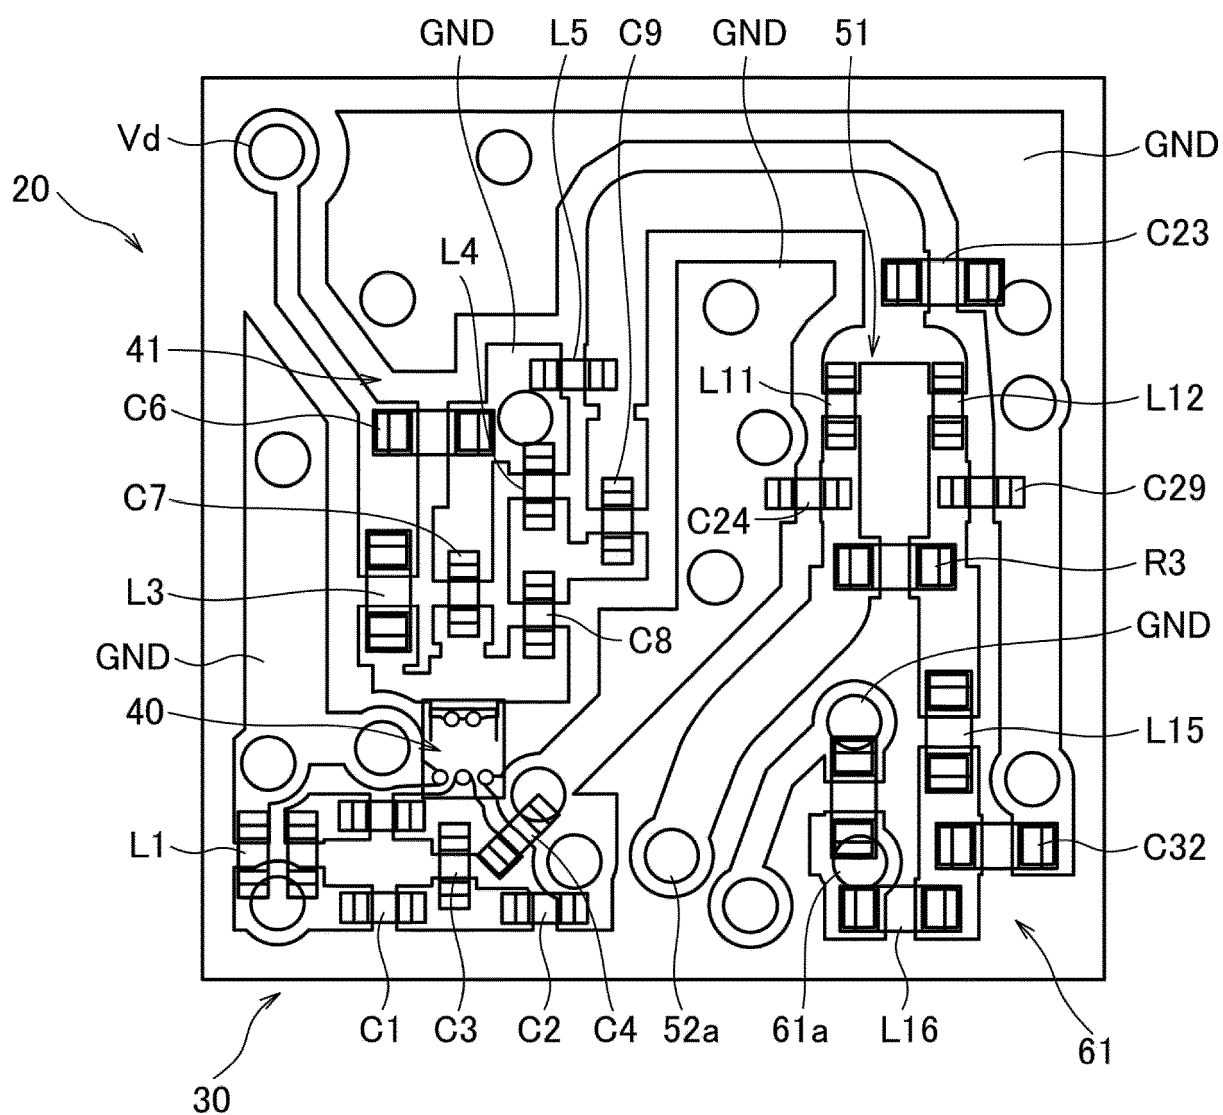 GND L5 C9 GND 51
Vd
GND
20
C23
L4
41
L11
L12
C6
C7
C29
C24
R3
L3
C8
GND
GND
40
L15
L1
C32
C1 C3 C2 C4 52a 61a L16
61
30